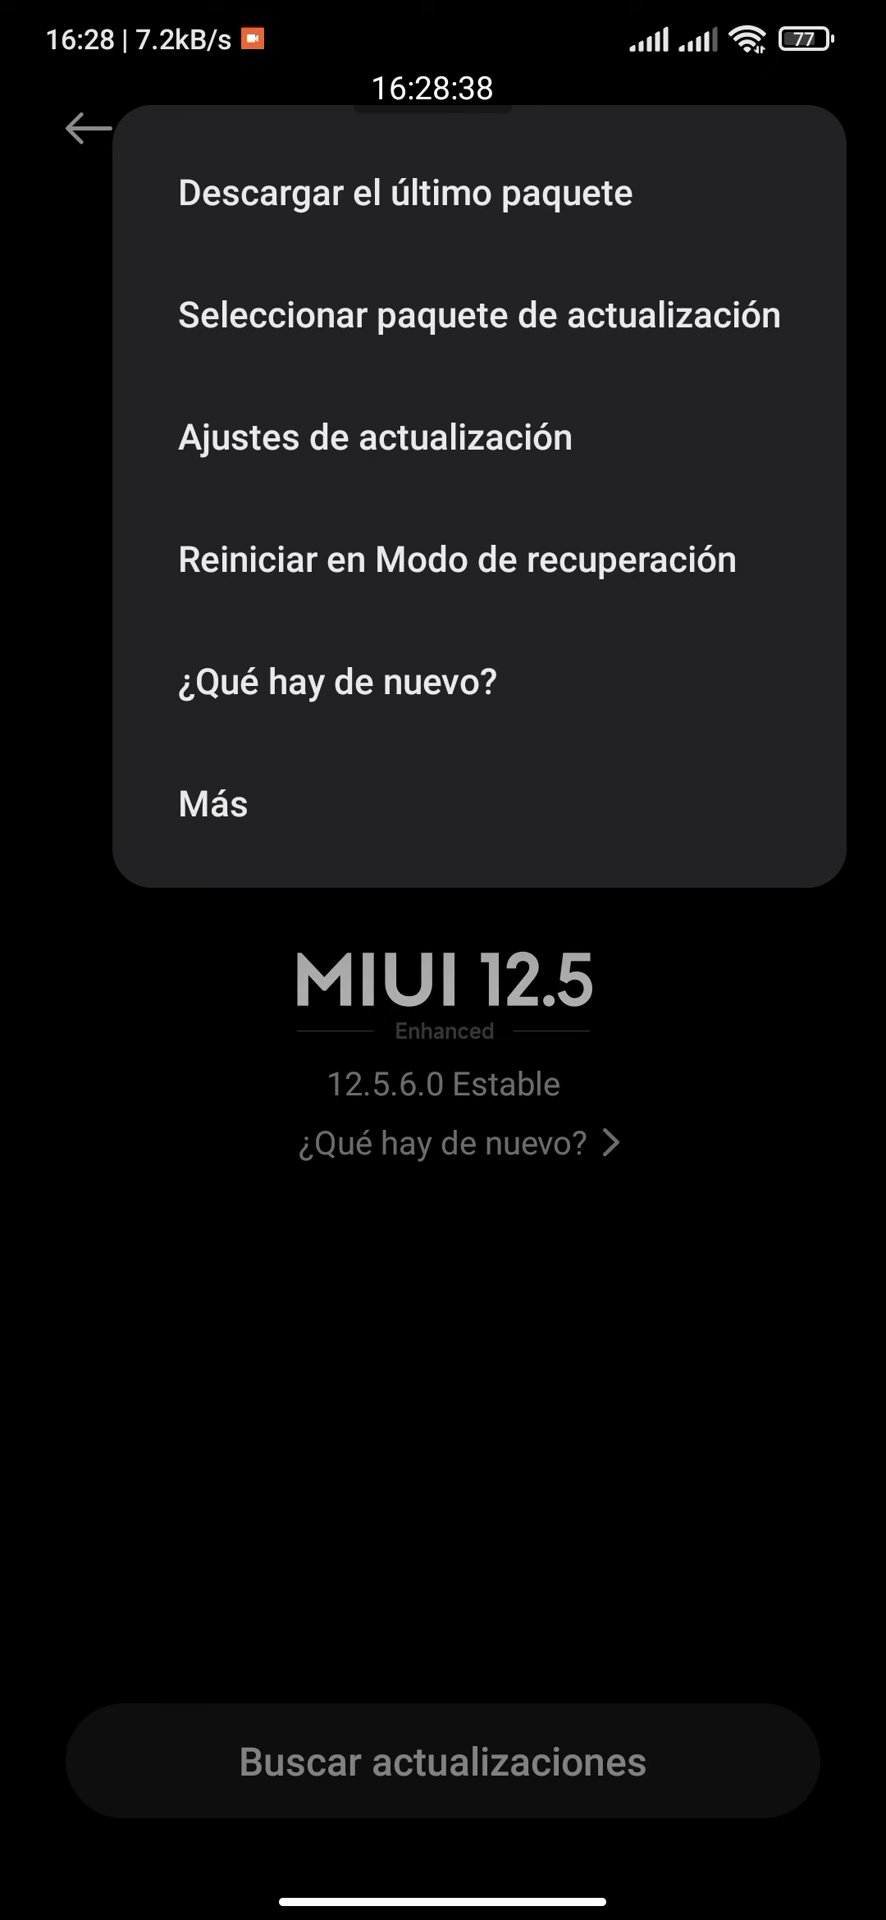 16:28 | 7.2kB/s
77
16:28:38
Descargar el último paquete
Seleccionar paquete de actualización
Ajustes de actualización
Reiniciar en Modo de recuperación
¿Qué hay de nuevo?
Más
MIUI 12.5
Enhanced
12.5.6.0 Estable
¿Qué hay de nuevo?
Buscar actualizaciones